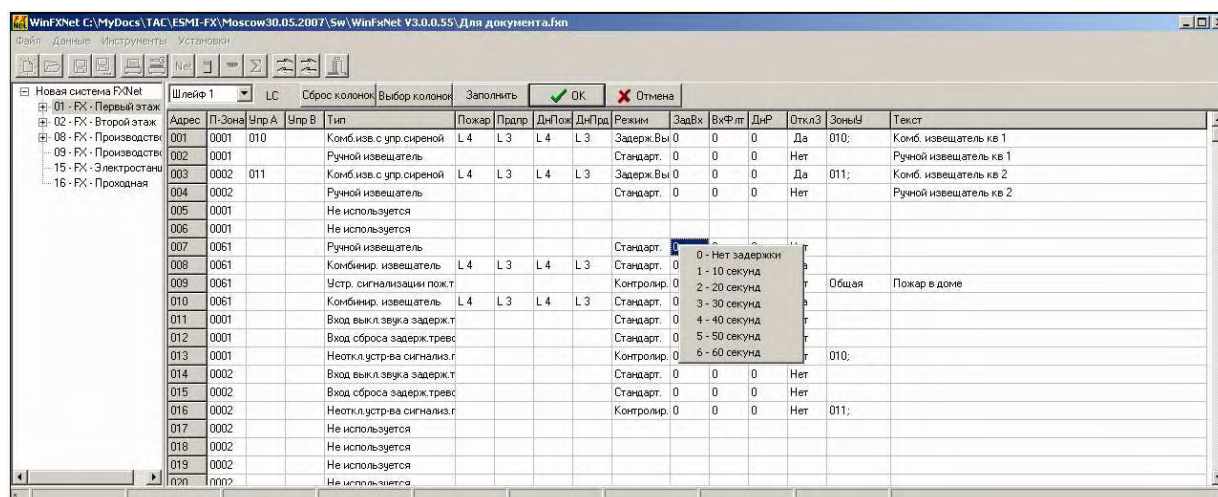 WinFXNet C:\MyDocs\TAC\ESMI-FX\Moscow30.05.2007\Sw\WinFxNet V3.0.0.55\Для документа.fxn
Файл Данные Инструменты Установки
Net Σ
Новая система FXNet
01 - FX - Первый этаж
02 - FX - Второй этаж
08 - FX - Производство
09 - FX - Производство
15 - FX - Электростанц
16 - FX - Проходная
Шлейф 1 LC Сброс колонок Выбор колонок Заполнить OK Отмена
Адрес П-Зона Упр А Упр В Тип Пожар Прдпр ДнПож ДнПрд Режим ЗадВх ВхФлт ДнР ОтклЗ ЗоныУ Текст
001 0001 010 Комб.изв.с упр.сиреной L 4 L 3 L 4 L 3 Задерж.Вы 0 0 0 Да 010; Комб. извещатель кв 1
002 0001 Ручной извещатель Стандарт. 0 0 0 Нет Ручной извещатель кв 1
003 0002 011 Комб.изв.с упр.сиреной L 4 L 3 L 4 L 3 Задерж.Вы 0 0 0 Да 011; Комб. извещатель кв 2
004 0002 Ручной извещатель Стандарт. 0 0 0 Нет Ручной извещатель кв 2
005 0001 Не используется
006 0001 Не используется
007 0061 Ручной извещатель Стандарт.
008 0061 Комбинир. извещатель L 4 L 3 L 4 L 3 Стандарт. 0
009 0061 Устр. сигнализации пож.т Контролир. 0 Общая Пожар в доме
010 0061 Комбинир. извещатель L 4 L 3 L 4 L 3 Стандарт. 0
011 0001 Вход выкл.звука задерж.т Стандарт. 0
012 0001 Вход сброса задерж.трево Стандарт. 0
013 0001 Неоткл.устр-ва сигнализ.г Контролир. 0 010;
014 0002 Вход выкл.звука задерж.т Стандарт. 0 0 0 Нет
015 0002 Вход сброса задерж.трево Стандарт. 0 0 0 Нет
016 0002 Неоткл.устр-ва сигнализ.г Контролир. 0 0 0 Нет 011;
017 0002 Не используется
018 0002 Не используется
019 0002 Не используется
020 0002 Не используется
0 - Нет задержки
1 - 10 секунд
2 - 20 секунд
3 - 30 секунд
4 - 40 секунд
5 - 50 секунд
6 - 60 секунд